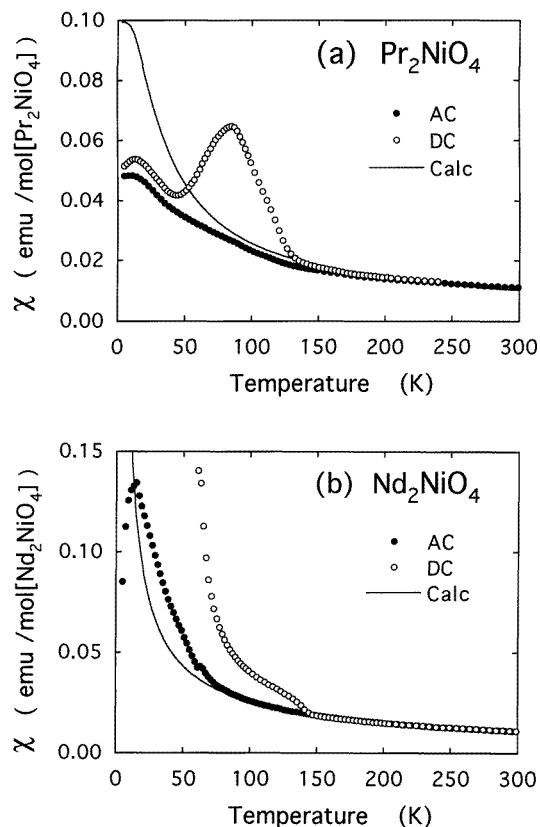 0.10
0.08
0.06
0.04
0.02
0.00
χ ( emu /mol[Pr₂NiO₄] )
(a) Pr₂NiO₄
AC
DC
Calc
0 50 100 150 200 250 300
Temperature (K)
0.15
0.10
0.05
0.00
χ ( emu /mol[Nd₂NiO₄] )
(b) Nd₂NiO₄
AC
DC
Calc
0 50 100 150 200 250 300
Temperature (K)